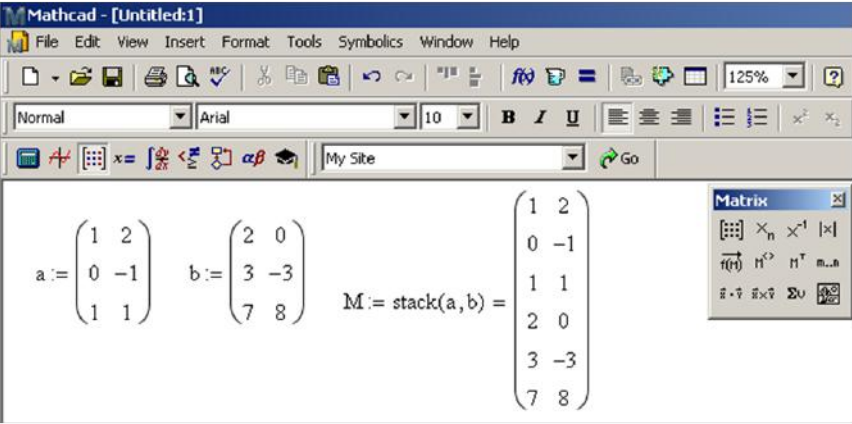 Mathcad - [Untitled:1]
File Edit View Insert Format Tools Symbolics Window Help
125%
Normal Arial 10 B I U
My Site Go
Matrix
a := ( 1 2 ) b := ( 2 0 ) M := stack(a, b) = ( 1 2 )
( 0 -1 ) ( 3 -3 ) ( 0 -1 )
( 1 1 ) ( 7 8 ) ( 1 1 )
( 2 0 )
( 3 -3 )
( 7 8 )